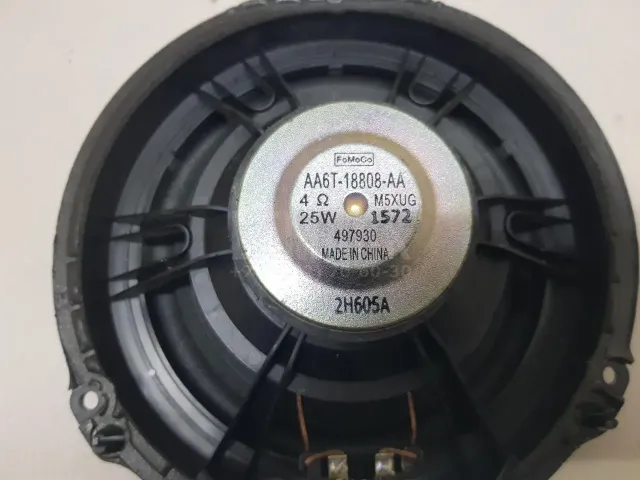 FoMoCo
AA6T-18808-AA
4 Ω M5XUG
25W 1572
497930
MADE IN CHINA
2H605A